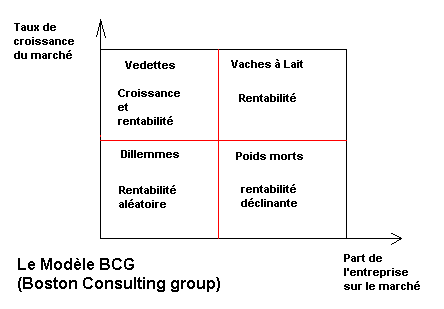 Taux de
croissance
du marché
Vedettes
Croissance
et
rentabilité
Vaches à Lait
Rentabilité
Dillemmes
Rentabilité
aléatoire
Poids morts
rentabilité
déclinante
Part de
l'entreprise
sur le marché
Le Modèle BCG
(Boston Consulting group)